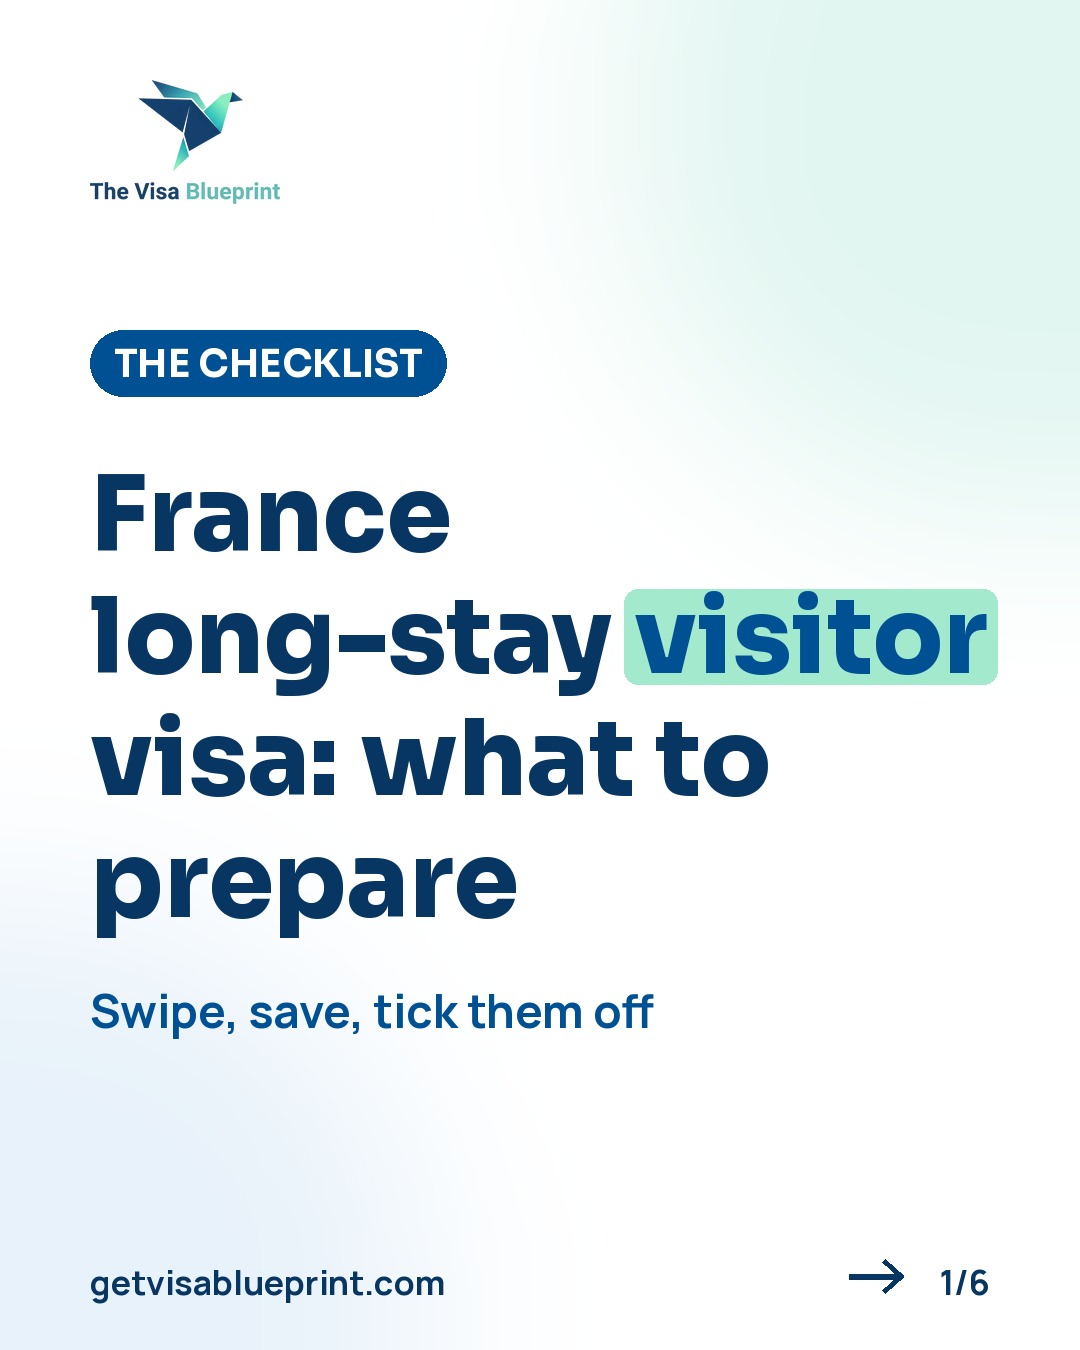 The Visa Blueprint
THE CHECKLIST
France
long-stay visitor
visa: what to
prepare
Swipe, save, tick them off
getvisablueprint.com
1/6